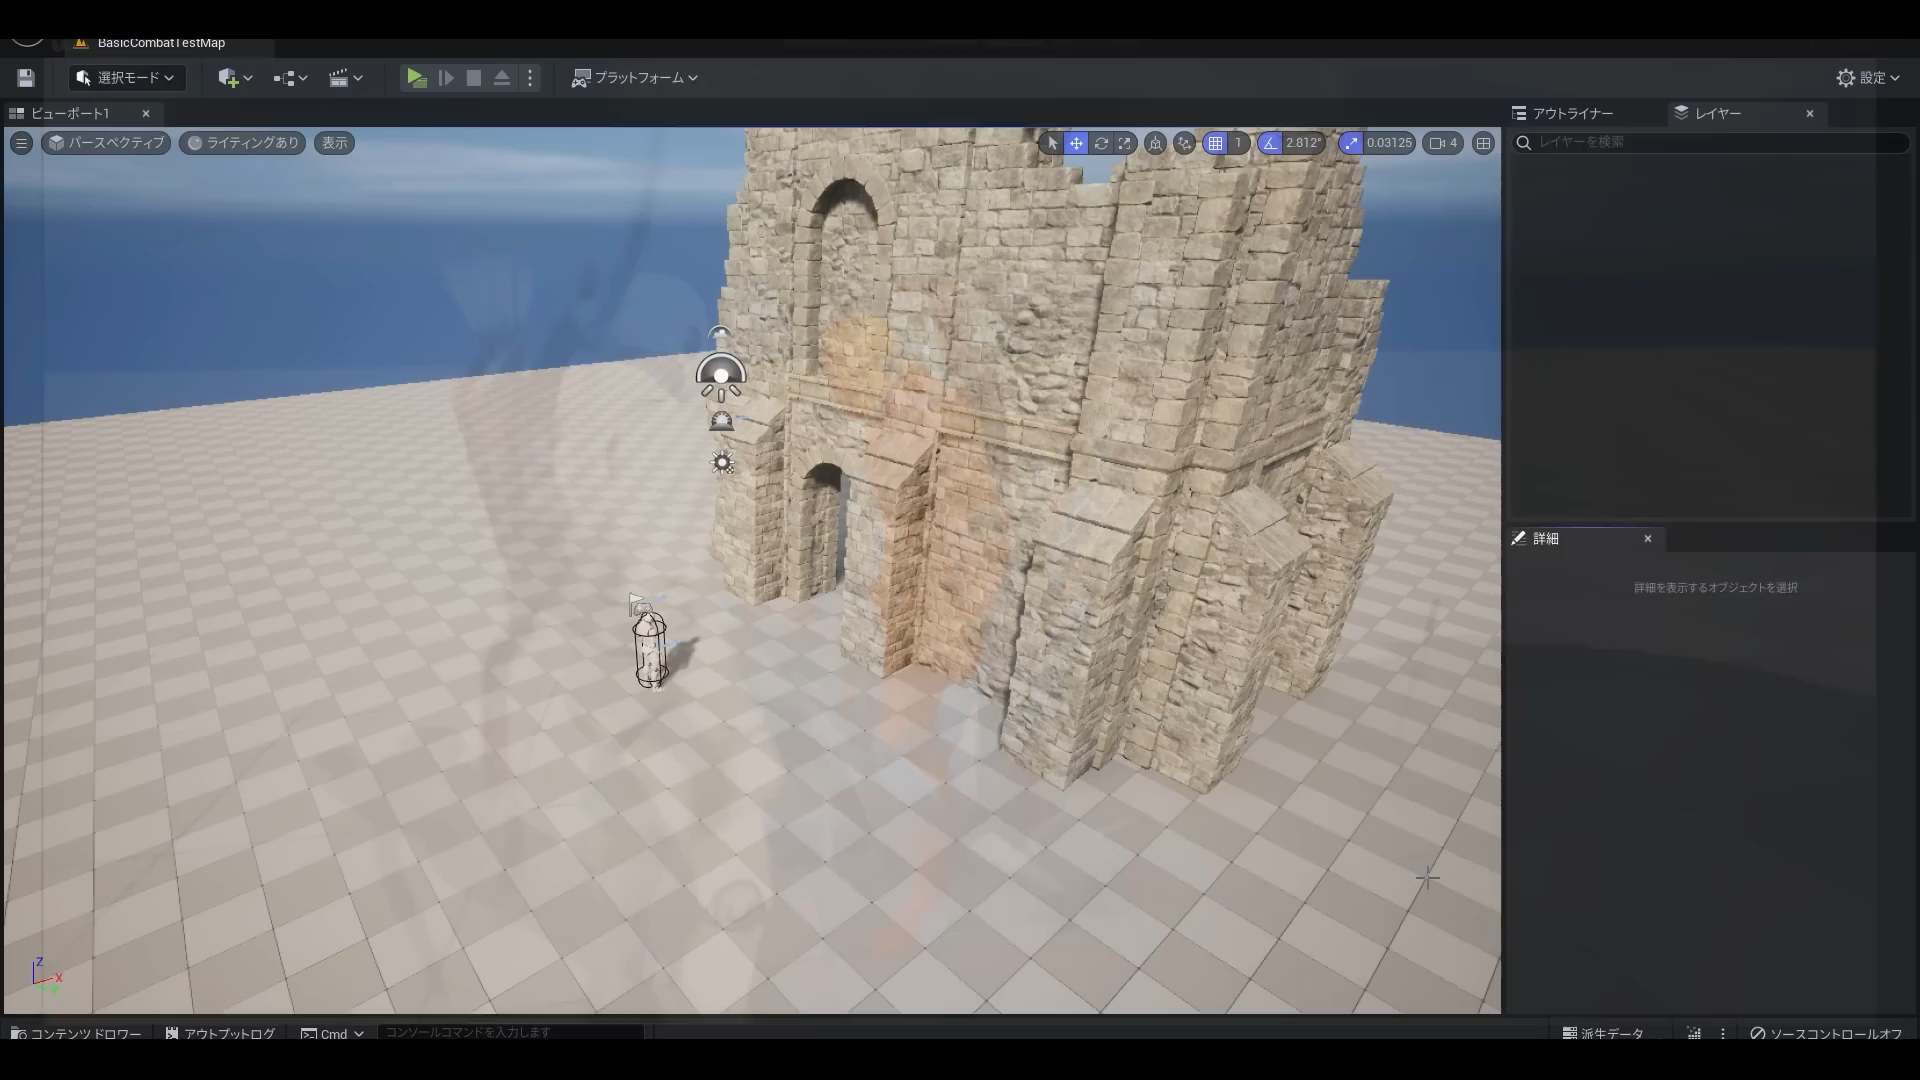 BasicCombatTestMap
選択モード
プラットフォーム
設定
ビューポート1
アウトライナー
レイヤー
パースペクティブ
ライティングあり
表示
1
2.812°
0.03125
4
レイヤーを検索
詳細
詳細を表示するオブジェクトを選択
Z
X
Y
コンテンツドロワー
アウトプットログ
Cmd
コンソールコマンドを入力します
派生データ
ソースコントロールオフ